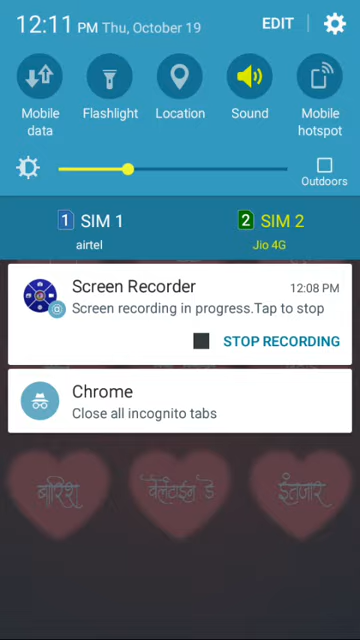 12:11 PM Thu, October 19 EDIT
Mobile data Flashlight Location Sound Mobile hotspot
Outdoors
1 SIM 1 2 SIM 2
airtel Jio 4G
Screen Recorder 12:08 PM
Screen recording in progress.Tap to stop
STOP RECORDING
Chrome
Close all incognito tabs
बारिश वेलेंटाईन डे इंतजार